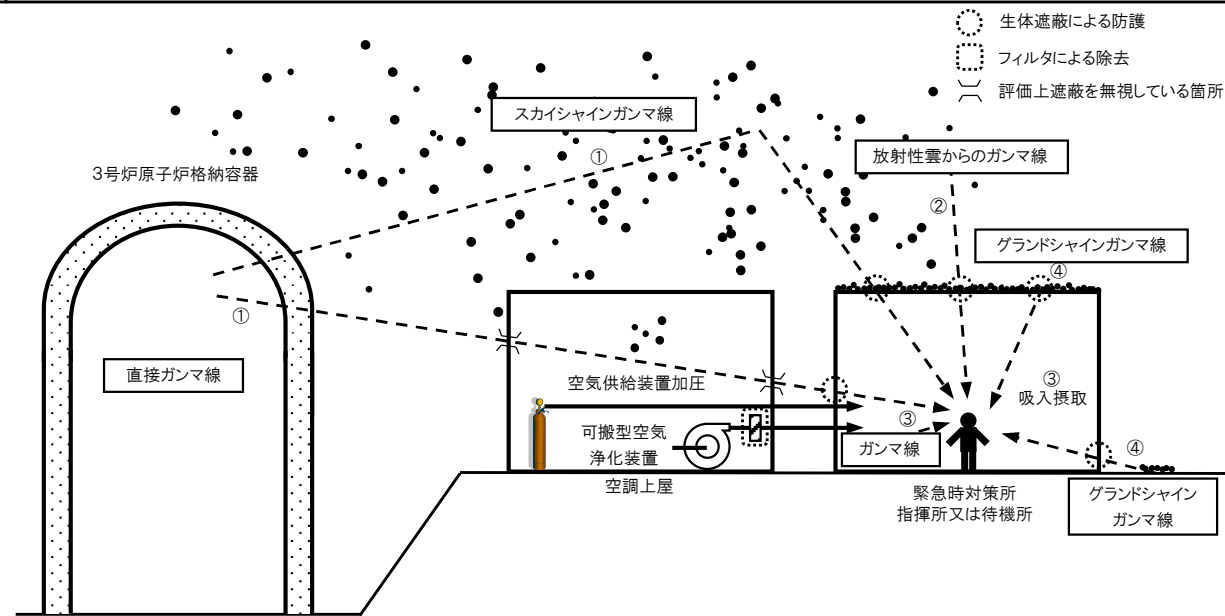 生体遮蔽による防護
フィルタによる除去
評価上遮蔽を無視している箇所
スカイシャインガンマ線
①
放射性雲からのガンマ線
②
3号炉原子炉格納容器
グランドシャインガンマ線
④
①
直接ガンマ線
空気供給装置加圧
③
吸入摂取
③
可搬型空気
浄化装置
ガンマ線
④
空調上屋
緊急時対策所
指揮所又は待機所
グランドシャイン
ガンマ線